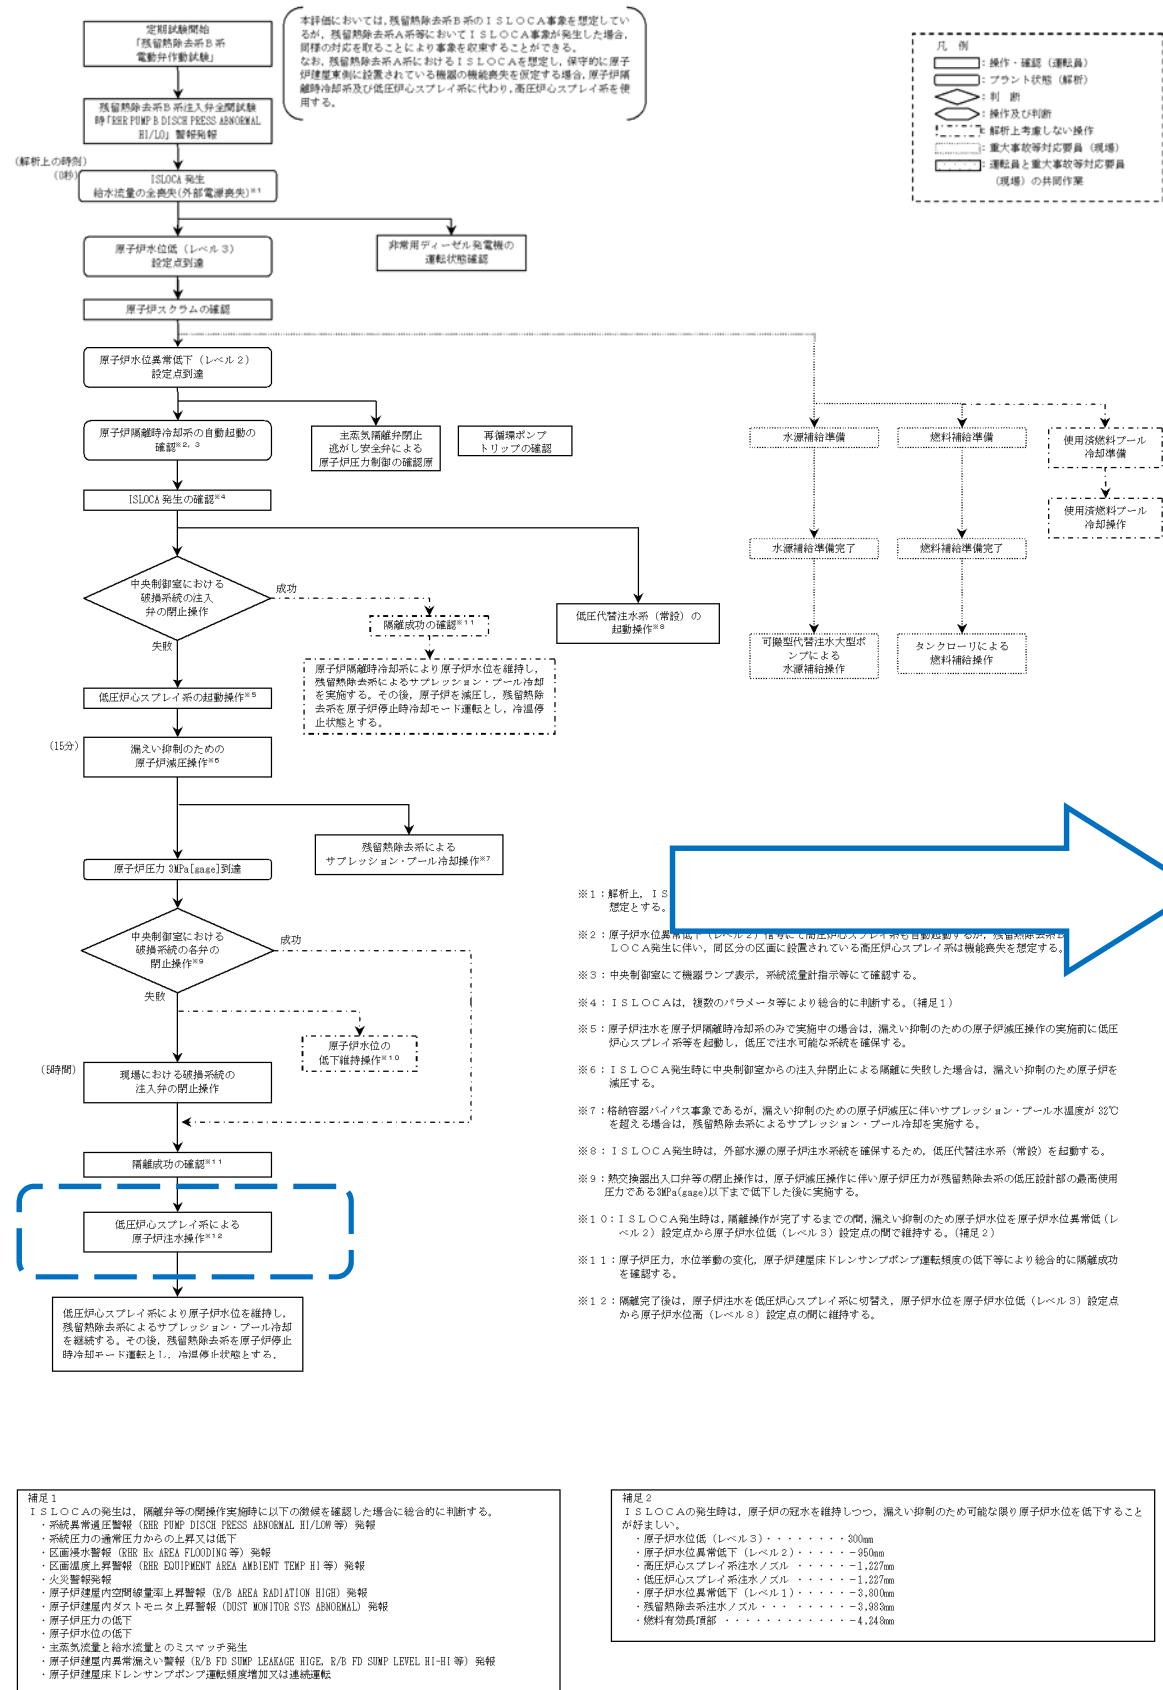 定期試験開始
「残留熱除去系Ｂ系
電動弁作動試験」
本評価においては，残留熱除去系Ｂ系のＩＳＬＯＣＡ事象を想定してい
るが，残留熱除去系Ａ系等においてＩＳＬＯＣＡ事象が発生した場合，
同様の対応を取ることにより事象を収束することができる。
なお，残留熱除去系Ａ系におけるＩＳＬＯＣＡを想定し，保守的に原子
炉建屋東側に設置されている機器の機能喪失を仮定する場合，原子炉隔
離時冷却系及び低圧炉心スプレイ系に代わり，高圧炉心スプレイ系を使
用する。
凡 例
：操作・確認（運転員）
：プラント状態（解析）
：判 断
：操作及び判断
：解析上考慮しない操作
：重大事故等対応要員（現場）
：運転員と重大事故等対応要員
（現場）の共同作業
残留熱除去系Ｂ系注入弁全開試験
時「RHR PUMP B DISCH PRESS ABNORMAL
HI/LO」警報発報
(解析上の時刻)
(0秒)
ISLOCA 発生
給水流量の全喪失(外部電源喪失)※１
原子炉水位低（レベル３）
設定点到達
非常用ディーゼル発電機の
運転状態確認
原子炉スクラムの確認
原子炉水位異常低下（レベル２）
設定点到達
原子炉隔離時冷却系の自動起動の
確認※２，３
主蒸気隔離弁閉止
逃がし安全弁による
原子炉圧力制御の確認原
再循環ポンプ
トリップの確認
水源補給準備
燃料補給準備
使用済燃料プール
冷却準備
ISLOCA 発生の確認※４
使用済燃料プール
冷却操作
水源補給準備完了
燃料補給準備完了
中央制御室における
破損系統の注入
弁の閉止操作
成功
失敗
隔離成功の確認※１１
低圧代替注水系（常設）の
起動操作※８
可搬型代替注水大型ポ
ンプによる
水源補給操作
タンクローリによる
燃料補給操作
原子炉隔離時冷却系により原子炉水位を維持し，
残留熱除去系によるサプレッション・プール冷却
を実施する。その後，原子炉を減圧し，残留熱除
去系を原子炉停止時冷却モード運転とし，冷温停
止状態とする。
低圧炉心スプレイ系の起動操作※５
(15分)
漏えい抑制のための
原子炉減圧操作※６
残留熱除去系による
サプレッション・プール冷却操作※７
原子炉圧力 3MPa[gage]到達
中央制御室における
破損系統の各弁の
閉止操作※９
成功
失敗
原子炉水位の
低下維持操作※１０
(5時間)
現場における破損系統の
注入弁の閉止操作
隔離成功の確認※１１
低圧炉心スプレイ系による
原子炉注水操作※１２
低圧炉心スプレイ系により原子炉水位を維持し，
残留熱除去系によるサプレッション・プール冷却
を継続する。その後，残留熱除去系を原子炉停止
時冷却モード運転とし，冷温停止状態とする。
※１：解析上，ＩＳ
想定とする。
※２：原子炉水位異常低下（レベル２）信号にて高圧炉心スプレイ系も自動起動するが，残留熱除去系
ＬＯＣＡ発生に伴い，同区分の区画に設置されている高圧炉心スプレイ系は機能喪失を想定する。
※３：中央制御室にて機器ランプ表示，系統流量計指示等にて確認する。
※４：ＩＳＬＯＣＡは，複数のパラメータ等により総合的に判断する。(補足１)
※５：原子炉注水を原子炉隔離時冷却系のみで実施中の場合は，漏えい抑制のための原子炉減圧操作の実施前に低圧
炉心スプレイ系等を起動し，低圧で注水可能な系統を確保する。
※６：ＩＳＬＯＣＡ発生時に中央制御室からの注入弁閉止による隔離に失敗した場合は，漏えい抑制のため原子炉を
減圧する。
※７：格納容器バイパス事象であるが，漏えい抑制のための原子炉減圧に伴いサプレッション・プール水温度が 32℃
を超える場合は，残留熱除去系によるサプレッション・プール冷却を実施する。
※８：ＩＳＬＯＣＡ発生時は，外部水源の原子炉注水系統を確保するため，低圧代替注水系（常設）を起動する。
※９：熱交換器出入口弁等の閉止操作は，原子炉減圧操作に伴い原子炉圧力が残留熱除去系の低圧設計部の最高使用
圧力である3MPa(gage)以下まで低下した後に実施する。
※１０：ＩＳＬＯＣＡ発生時は，隔離操作が完了するまでの間，漏えい抑制のため原子炉水位を原子炉水位異常低（レ
ベル２）設定点から原子炉水位低（レベル３）設定点の間で維持する。(補足２)
※１１：原子炉圧力，水位挙動の変化，原子炉建屋床ドレンサンプポンプ運転頻度の低下等により総合的に隔離成功
を確認する。
※１２：隔離完了後は，原子炉注水を低圧炉心スプレイ系に切替え，原子炉水位を原子炉水位低（レベル３）設定点
から原子炉水位高（レベル８）設定点の間に維持する。
補足１
ＩＳＬＯＣＡの発生は，隔離弁等の開操作実施時に以下の徴候を確認した場合に総合的に判断する。
・系統異常過圧警報（RHR PUMP DISCH PRESS ABNORMAL HI/LOW 等）発報
・系統圧力の通常圧力からの上昇又は低下
・区画浸水警報（RHR Hx AREA FLOODING 等）発報
・区画温度上昇警報（RHR EQUIPMENT AREA AMBIENT TEMP HI 等）発報
・火災警報発報
・原子炉建屋内空間線量率上昇警報（R/B AREA RADIATION HIGH）発報
・原子炉建屋内ダストモニタ上昇警報（DUST MONITOR SYS ABNORMAL）発報
・原子炉圧力の低下
・原子炉水位の低下
・主蒸気流量と給水流量とのミスマッチ発生
・原子炉建屋内異常漏えい警報（R/B FD SUMP LEAKAGE HIGE，R/B FD SUMP LEVEL HI-HI 等）発報
・原子炉建屋床ドレンサンプポンプ運転頻度増加又は連続運転
補足２
ＩＳＬＯＣＡの発生時は，原子炉の冠水を維持しつつ，漏えい抑制のため可能な限り原子炉水位を低下すること
が好ましい。
・原子炉水位低（レベル３）・・・・・・・・300mm
・原子炉水位異常低下（レベル２）・・・・・－950mm
・高圧炉心スプレイ系注水ノズル ・・・・・－1,227mm
・低圧炉心スプレイ系注水ノズル ・・・・・－1,227mm
・原子炉水位異常低下（レベル１）・・・・・－3,800mm
・残留熱除去系注水ノズル・・・ ・・・・・－3,983mm
・燃料有効長頂部 ・・・・・・・・・・・－4,248mm